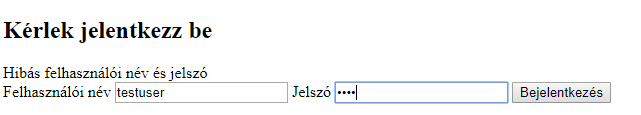 Kérlek jelentkezz be
Hibás felhasználói név és jelszó
Felhasználói név testuser Jelszó •••• Bejelentkezés